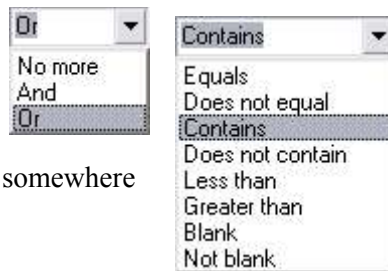 Or
No more
And
Or
somewhere
Contains
Equals
Does not equal
Contains
Does not contain
Less than
Greater than
Blank
Not blank